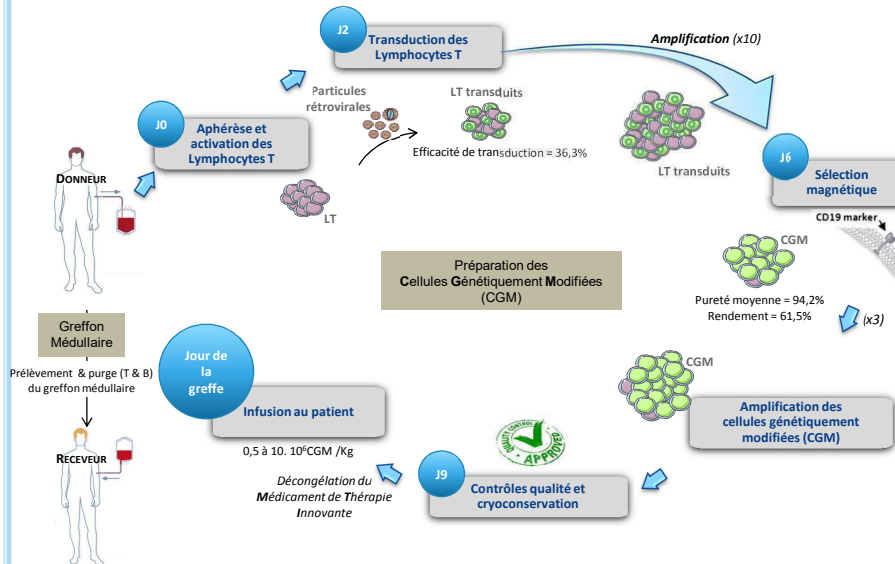 J2
Transduction des
Lymphocytes T
Amplification (x10)
Particules
rétrovirales
LT transduits
J0
Aphérèse et
activation des
Lymphocytes T
Efficacité de transduction = 36,3%
LT
LT transduits
J6
Sélection
magnétique
CD19 marker
DONNEUR
CGM
Préparation des
Cellules Génétiquement Modifiées
(CGM)
Pureté moyenne = 94,2%
Rendement = 61,5%
(x3)
Greffon
Médullaire
Prélèvement & purge (T & B)
du greffon médullaire
Jour de
la
greffe
Infusion au patient
0,5 à 10. 10⁶CGM /Kg
CGM
Amplification des
cellules génétiquement
modifiées (CGM)
QUALITY CONTROL
APPROVED
J9
Contrôles qualité et
cryoconservation
Décongélation du
Médicament de Thérapie
Innovante
RECEVEUR